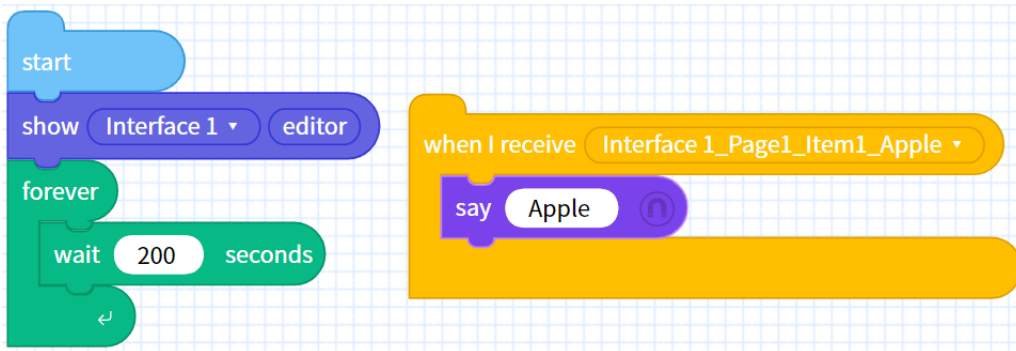 start
show Interface 1 editor
forever
wait 200 seconds
when I receive Interface 1_Page1_Item1_Apple
say Apple